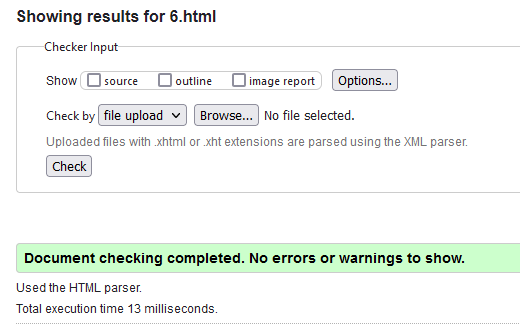 Showing results for 6.html
Checker Input
Show source outline image report Options...
Check by file upload Browse... No file selected.
Uploaded files with .xhtml or .xht extensions are parsed using the XML parser.
Check
Document checking completed. No errors or warnings to show.
Used the HTML parser.
Total execution time 13 milliseconds.